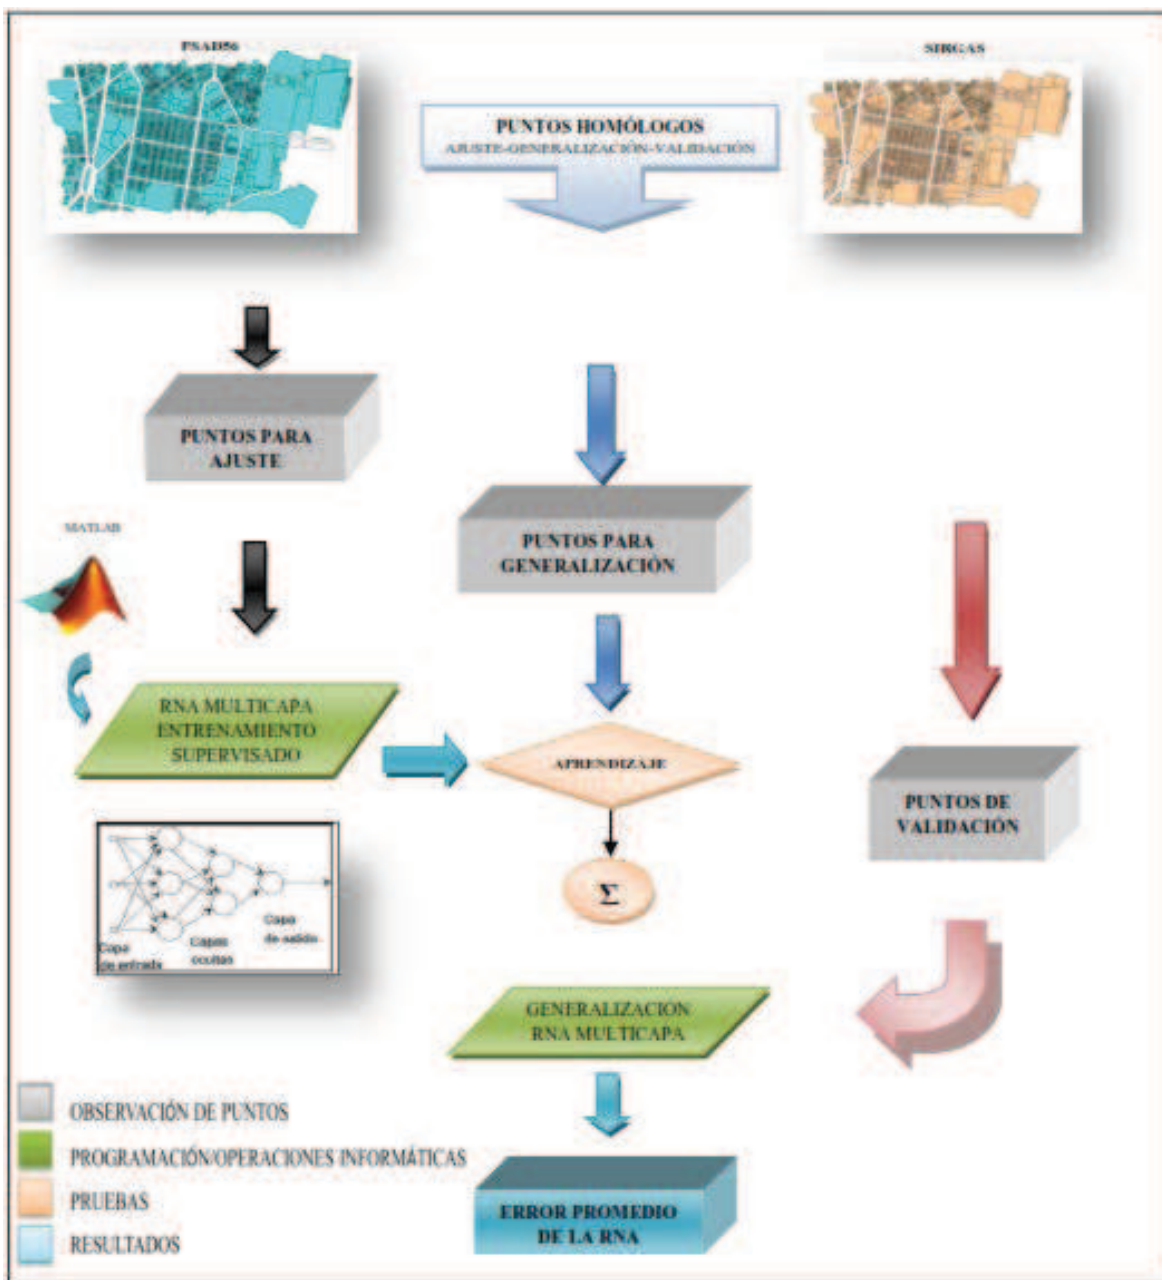 PSAD56
SIRGAS
PUNTOS HOMÓLOGOS
AJUSTE-GENERALIZACIÓN-VALIDACIÓN
PUNTOS PARA
AJUSTE
PUNTOS PARA
GENERALIZACIÓN
MATLAB
RNA MULTICAPA
ENTRENAMIENTO
SUPERVISADO
APRENDIZAJE
PUNTOS DE
VALIDACIÓN
Σ
Capa
de entrada
Capas
ocultas
Capa
de salida
GENERALIZACION
RNA MULTICAPA
OBSERVACIÓN DE PUNTOS
PROGRAMACIÓN/OPERACIONES INFORMÁTICAS
PRUEBAS
RESULTADOS
ERROR PROMEDIO
DE LA RNA